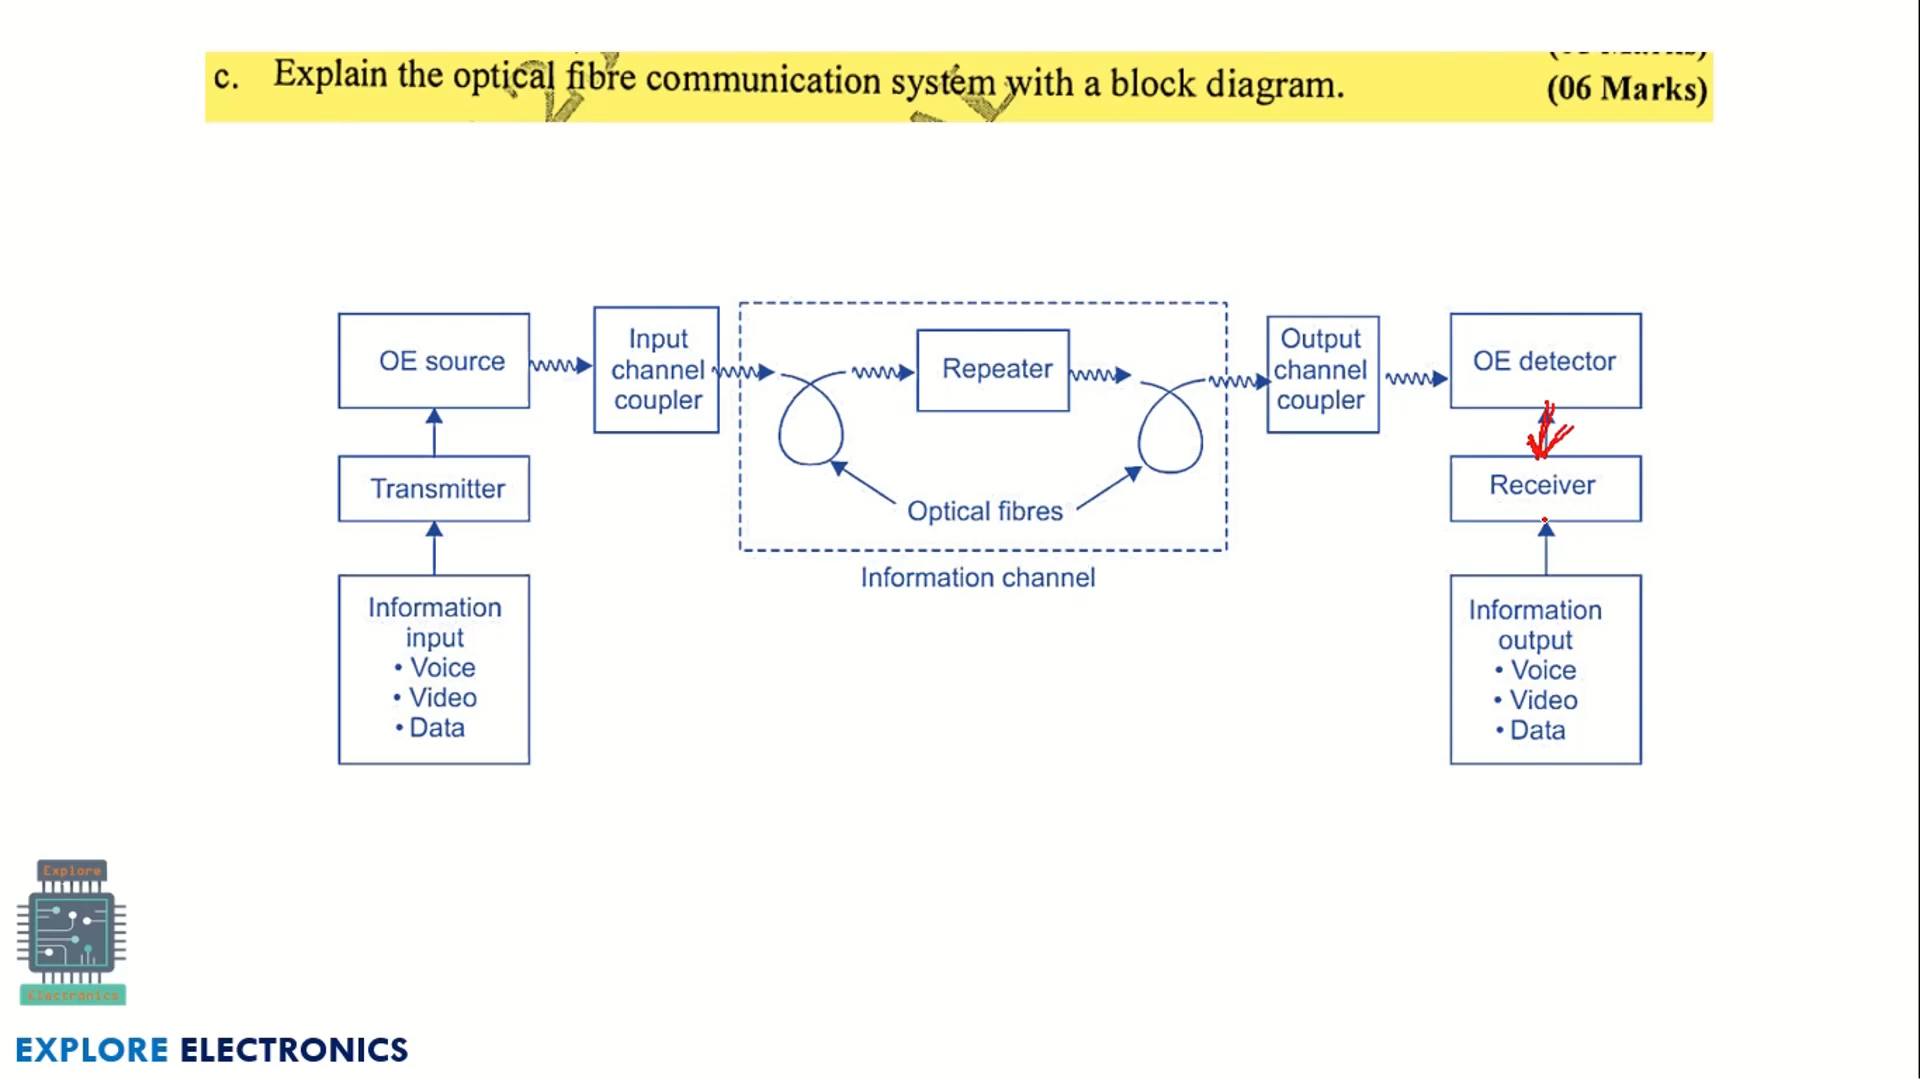 c. Explain the optical fibre communication system with a block diagram. (06 Marks)
OE source
Input
channel
coupler
Repeater
Output
channel
coupler
OE detector
Transmitter
Optical fibres
Receiver
Information channel
Information
input
• Voice
• Video
• Data
Information
output
• Voice
• Video
• Data
Explore
Electronics
EXPLORE ELECTRONICS